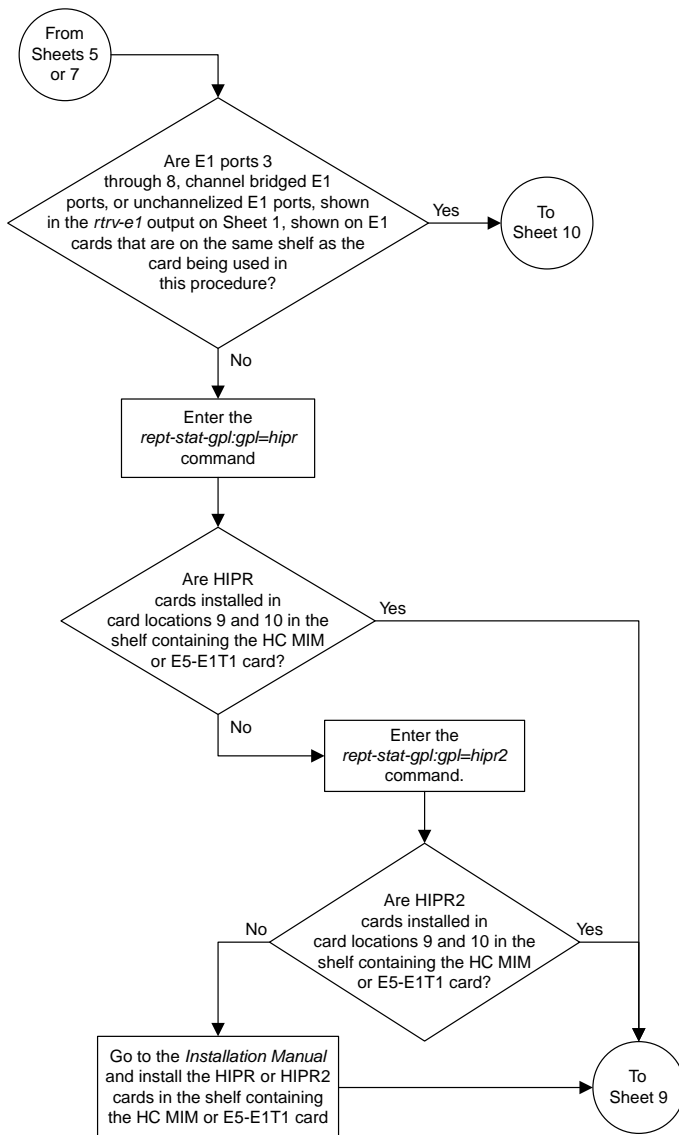 From
Sheets 5
or 7
Are E1 ports 3
through 8, channel bridged E1
ports, or unchannelized E1 ports, shown
in the rtrv-e1 output on Sheet 1, shown on E1
cards that are on the same shelf as the
card being used in
this procedure?
Yes
To
Sheet 10
No
Enter the
rept-stat-gpl:gpl=hipr
command
Are HIPR
cards installed in
card locations 9 and 10 in the
shelf containing the HC MIM
or E5-E1T1 card?
Yes
No
Enter the
rept-stat-gpl:gpl=hipr2
command.
Are HIPR2
cards installed in
card locations 9 and 10 in the
shelf containing the HC MIM
or E5-E1T1 card?
No
Yes
Go to the Installation Manual
and install the HIPR or HIPR2
cards in the shelf containing
the HC MIM or E5-E1T1 card
To
Sheet 9